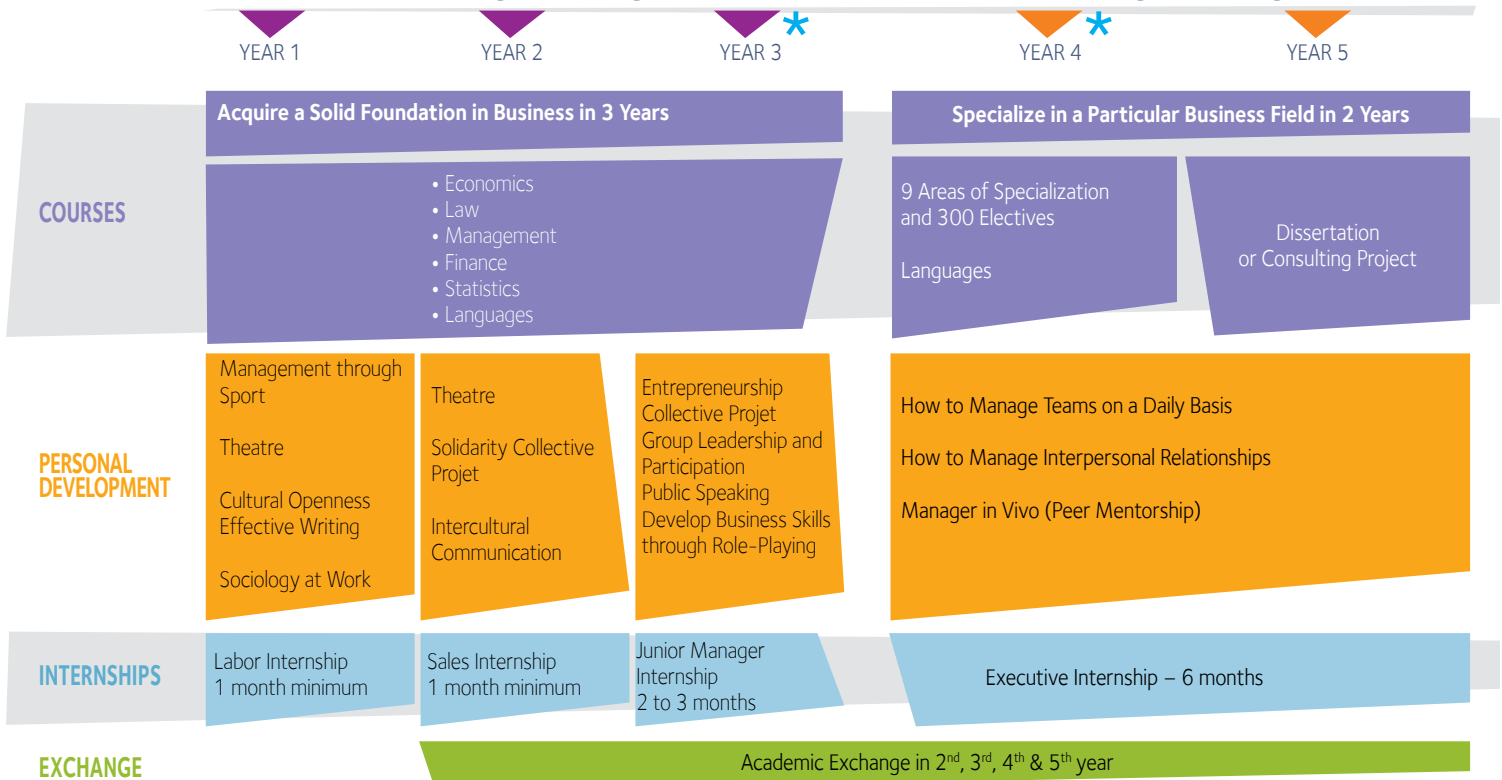 YEAR 1
YEAR 2
YEAR 3 *
YEAR 4 *
YEAR 5
Acquire a Solid Foundation in Business in 3 Years
Specialize in a Particular Business Field in 2 Years
COURSES
• Economics
• Law
• Management
• Finance
• Statistics
• Languages
9 Areas of Specialization
and 300 Electives
Languages
Dissertation
or Consulting Project
PERSONAL
DEVELOPMENT
Management through
Sport
Theatre
Cultural Openness
Effective Writing
Sociology at Work
Theatre
Solidarity Collective
Projet
Intercultural
Communication
Entrepreneurship
Collective Projet
Group Leadership and
Participation
Public Speaking
Develop Business Skills
through Role-Playing
How to Manage Teams on a Daily Basis
How to Manage Interpersonal Relationships
Manager in Vivo (Peer Mentorship)
INTERNSHIPS
Labor Internship
1 month minimum
Sales Internship
1 month minimum
Junior Manager
Internship
2 to 3 months
Executive Internship – 6 months
EXCHANGE
Academic Exchange in 2nd, 3rd, 4th & 5th year